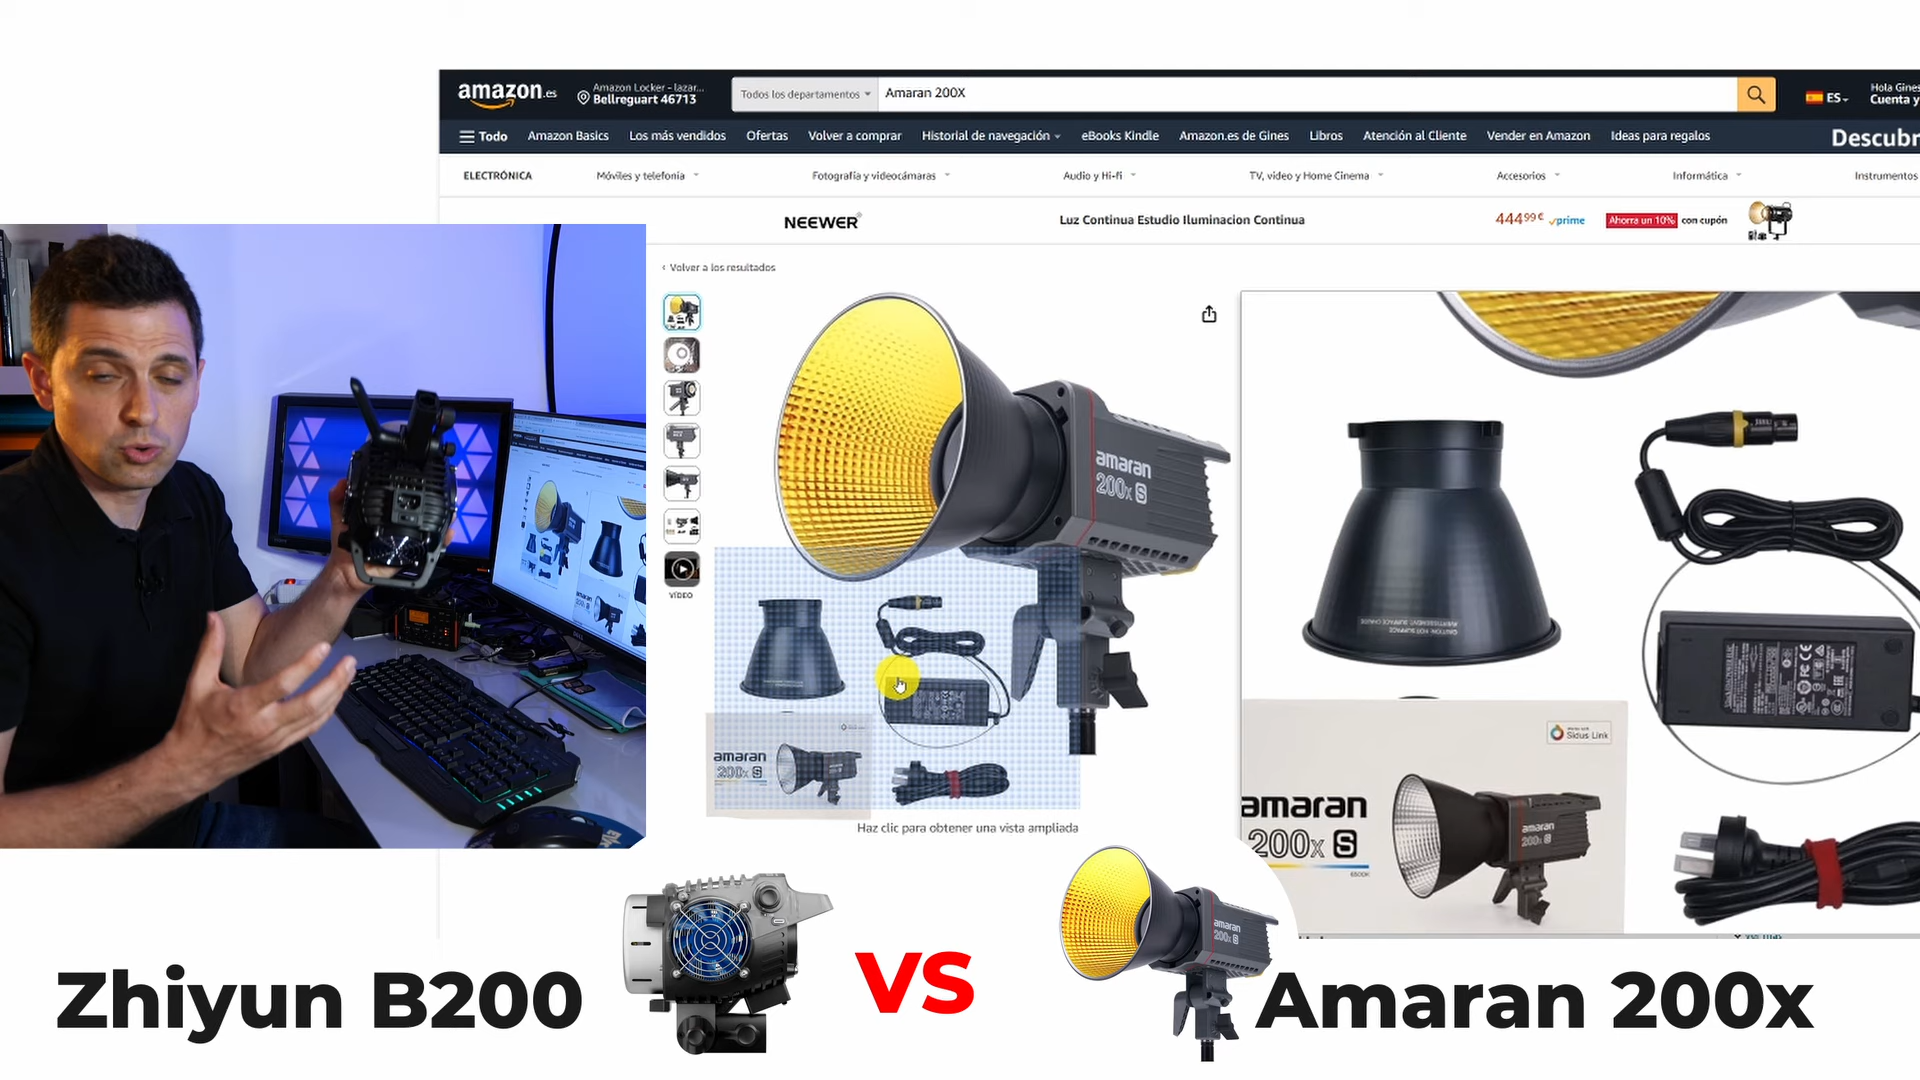 amazon.es
Amazon Locker - lazar...
Bellreguart 46713
Todos los departamentos
Amaran 200X
ES
Hola Gines
Cuenta y
Todo
Amazon Basics
Los más vendidos
Ofertas
Volver a comprar
Historial de navegación
eBooks Kindle
Amazon.es de Gines
Libros
Atención al Cliente
Vender en Amazon
Ideas para regalos
Descubr
ELECTRÓNICA
Móviles y telefonía
Fotografía y videocámaras
Audio y Hi-fi
TV, vídeo y Home Cinema
Accesorios
Informática
Instrumentos
NEEWER
Luz Continua Estudio Iluminacion Continua
444,99€
prime
Ahorra un 10% con cupón
‹ Volver a los resultados
VÍDEO
amaran
200x S
amaran
200x S
Haz clic para obtener una vista ampliada
CAUTION HOT SURFACE
Sidus Link
amaran
200x S
amaran
200x S
amaran
200x S
Zhiyun B200
VS
Amaran 200x